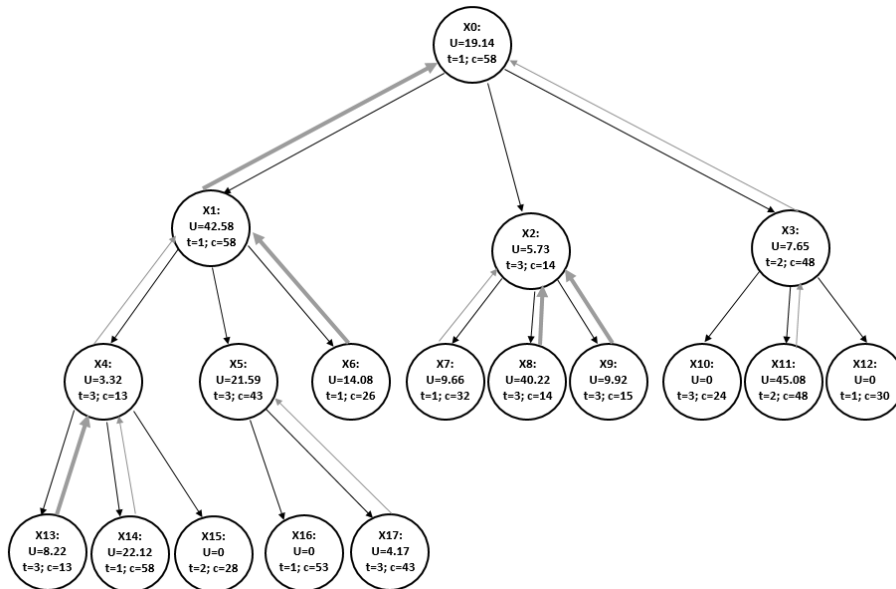 X0:
U=19.14
t=1; c=58
X1:
U=42.58
t=1; c=58
X2:
U=5.73
t=3; c=14
X3:
U=7.65
t=2; c=48
X4:
U=3.32
t=3; c=13
X5:
U=21.59
t=3; c=43
X6:
U=14.08
t=1; c=26
X7:
U=9.66
t=1; c=32
X8:
U=40.22
t=3; c=14
X9:
U=9.92
t=3; c=15
X10:
U=0
t=3; c=24
X11:
U=45.08
t=2; c=48
X12:
U=0
t=1; c=30
X13:
U=8.22
t=3; c=13
X14:
U=22.12
t=1; c=58
X15:
U=0
t=2; c=28
X16:
U=0
t=1; c=53
X17:
U=4.17
t=3; c=43